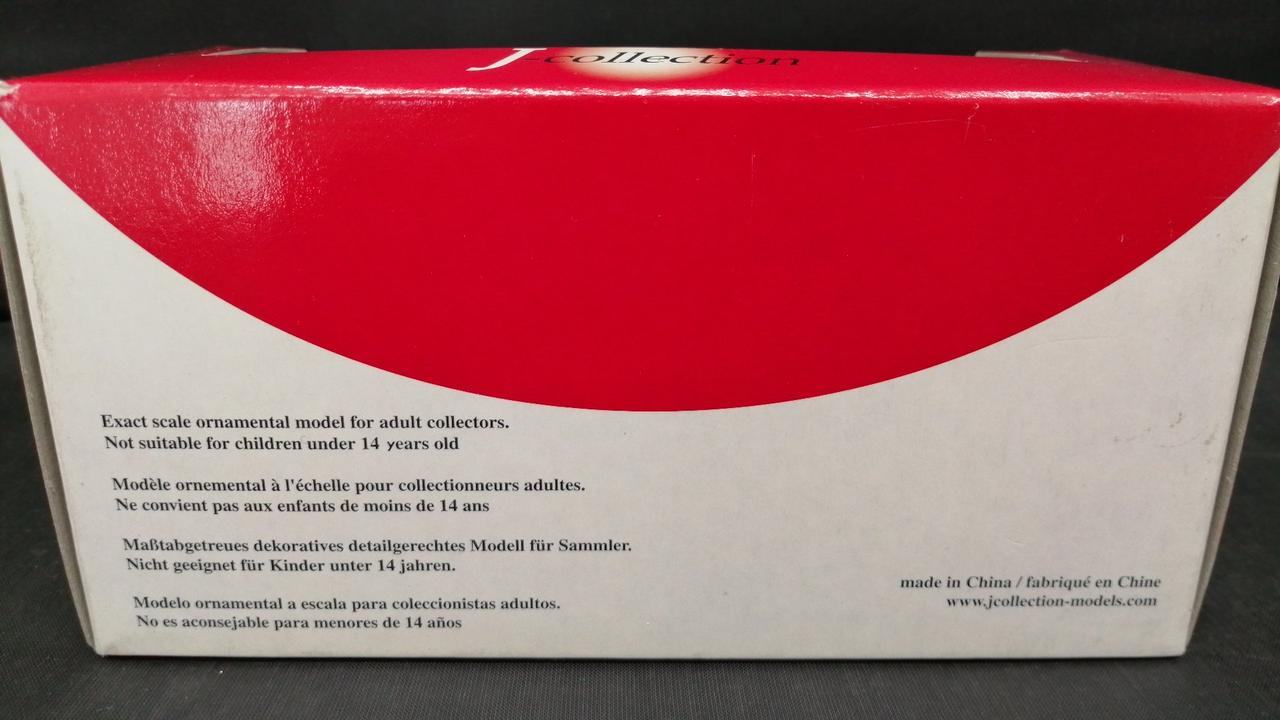 J-collection
Exact scale ornamental model for adult collectors.
Not suitable for children under 14 years old
Modèle ornemental à l'échelle pour collectionneurs adultes.
Ne convient pas aux enfants de moins de 14 ans
Maßtabgetreues dekoratives detailgerechtes Modell für Sammler.
Nicht geeignet für Kinder unter 14 jahren.
Modelo ornamental a escala para coleccionistas adultos.
No es aconsejable para menores de 14 años
made in China / fabriqué en Chine
www.jcollection-models.com